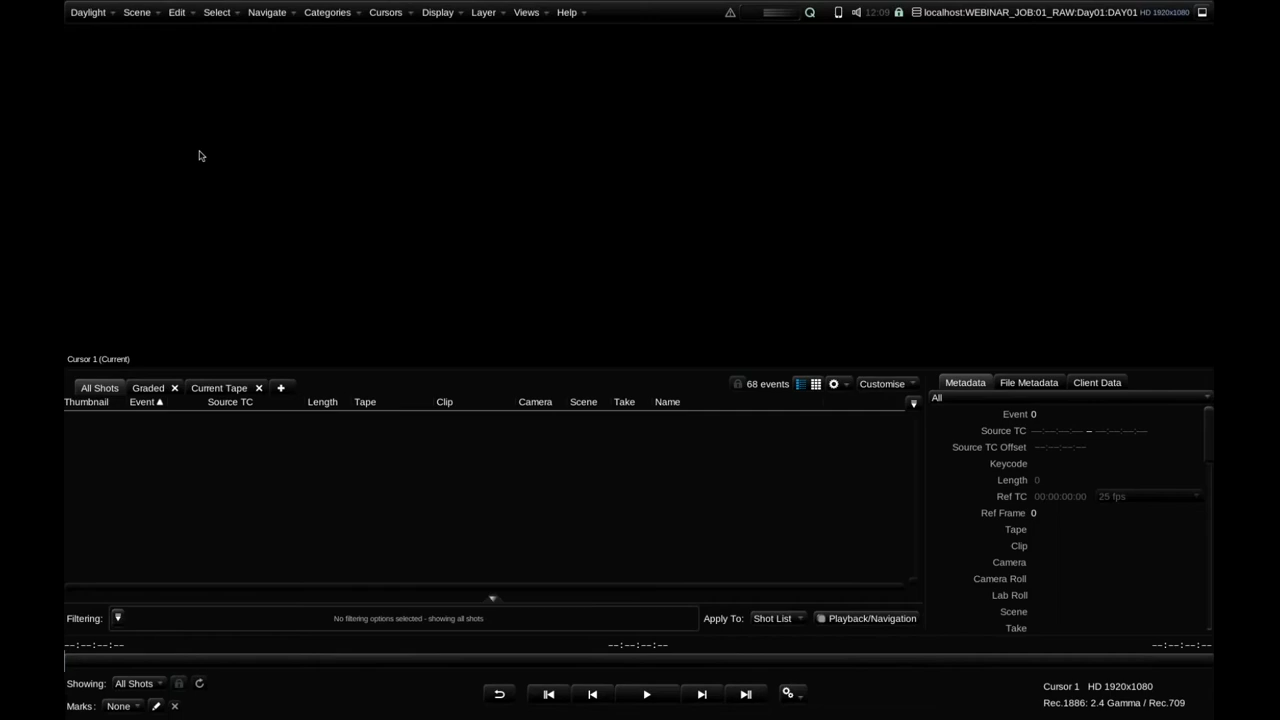 Daylight Scene Edit Select Navigate Categories Cursors Display Layer Views Help 12:09 localhost:WEBINAR_JOB:01_RAW:Day01:DAY01 HD 1920x1080
Cursor 1 (Current)
All Shots Graded Current Tape 68 events Customise
Thumbnail Event Source TC Length Tape Clip Camera Scene Take Name
Metadata File Metadata Client Data
All
Event 0
Source TC --:--:--:-- – --:--:--:--
Source TC Offset --:--:--:--
Keycode
Length 0
Ref TC 00:00:00:00 25 fps
Ref Frame 0
Tape
Clip
Camera
Camera Roll
Lab Roll
Scene
Take
Filtering: No filtering options selected - showing all shots Apply To: Shot List Playback/Navigation
--:--:--:-- --:--:--:-- --:--:--:--
Showing: All Shots
Marks: None
Cursor 1 HD 1920x1080
Rec.1886: 2.4 Gamma / Rec.709